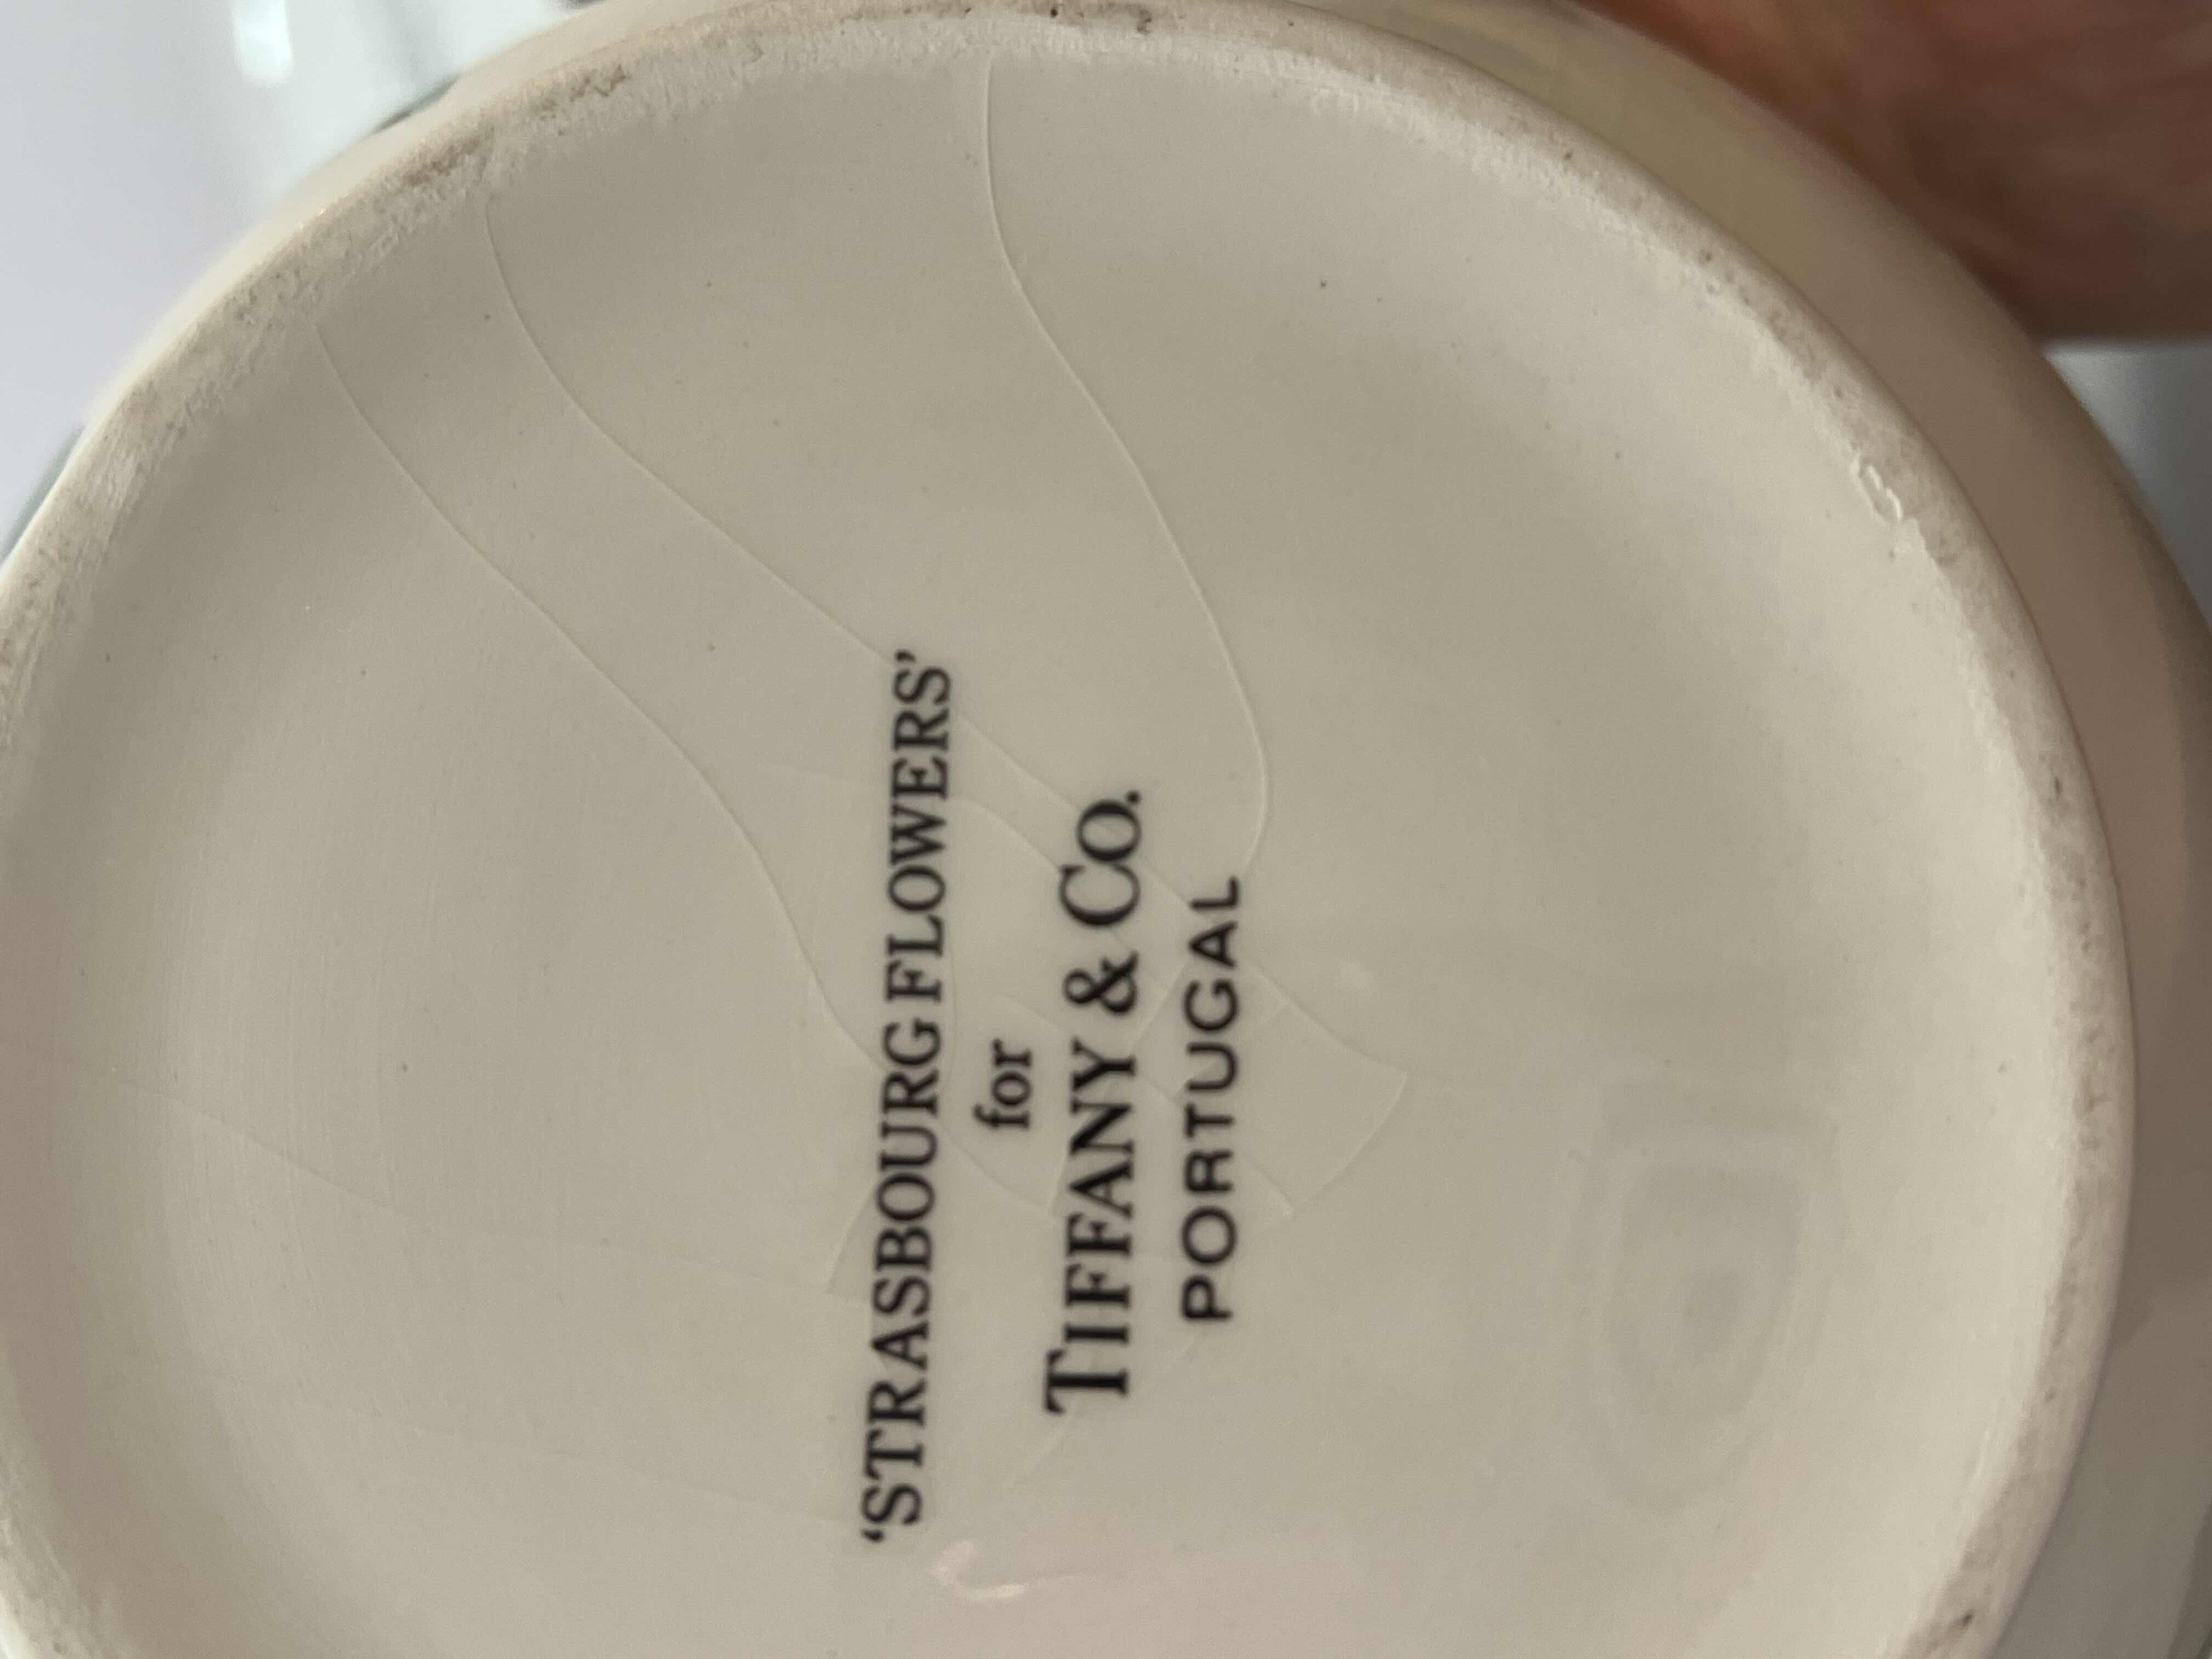 ‘STRASBOURG FLOWERS’
for
TIFFANY & CO.
PORTUGAL